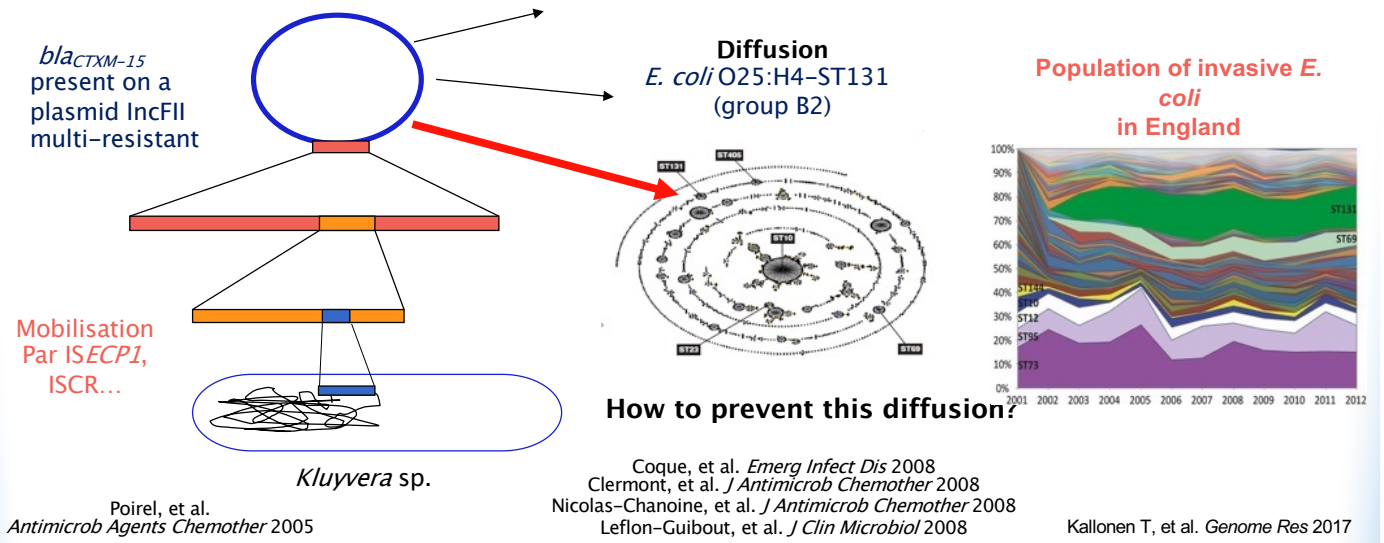 bla CTXM-15
present on a
plasmid IncFII
multi-resistant
Mobilisation
Par ISECP1,
ISCR...
Kluyvera sp.
Poirel, et al.
Antimicrob Agents Chemother 2005
Diffusion
E. coli O25:H4-ST131
(group B2)
ST131
ST405
ST10
ST23
ST69
How to prevent this diffusion?
Coque, et al. Emerg Infect Dis 2008
Clermont, et al. J Antimicrob Chemother 2008
Nicolas-Chanoine, et al. J Antimicrob Chemother 2008
Leflon-Guibout, et al. J Clin Microbiol 2008
Population of invasive E.
coli
in England
100%
90%
80%
70%
60%
50%
40%
30%
20%
10%
0%
ST131
ST69
ST144
ST10
ST12
ST95
ST73
2001 2002 2003 2004 2005 2006 2007 2008 2009 2010 2011 2012
Kallonen T, et al. Genome Res 2017